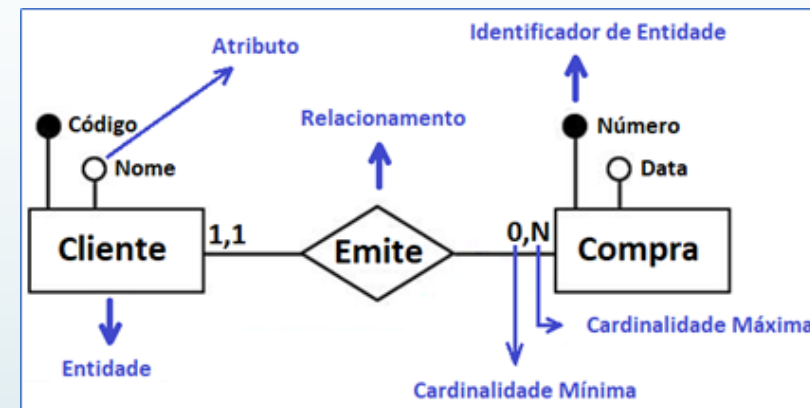 Identificador de Entidade
Atributo
Relacionamento
Código
Número
Nome
Data
Cliente
1,1
Emite
0,N
Compra
Cardinalidade Máxima
Entidade
Cardinalidade Mínima